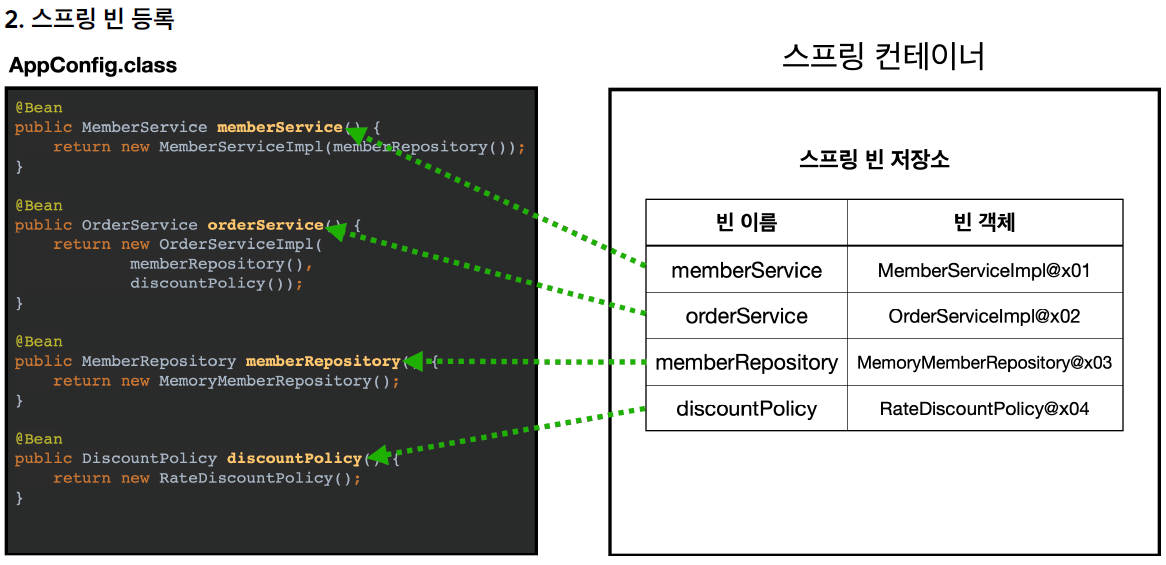 2. 스프링 빈 등록
AppConfig.class
@Bean
public MemberService memberService() {
return new MemberServiceImpl(memberRepository());
}
@Bean
public OrderService orderService() {
return new OrderServiceImpl(
memberRepository(),
discountPolicy());
}
@Bean
public MemberRepository memberRepository() {
return new MemoryMemberRepository();
}
@Bean
public DiscountPolicy discountPolicy() {
return new RateDiscountPolicy();
}
스프링 컨테이너
스프링 빈 저장소
빈 이름 빈 객체
memberService MemberServiceImpl@x01
orderService OrderServiceImpl@x02
memberRepository MemoryMemberRepository@x03
discountPolicy RateDiscountPolicy@x04